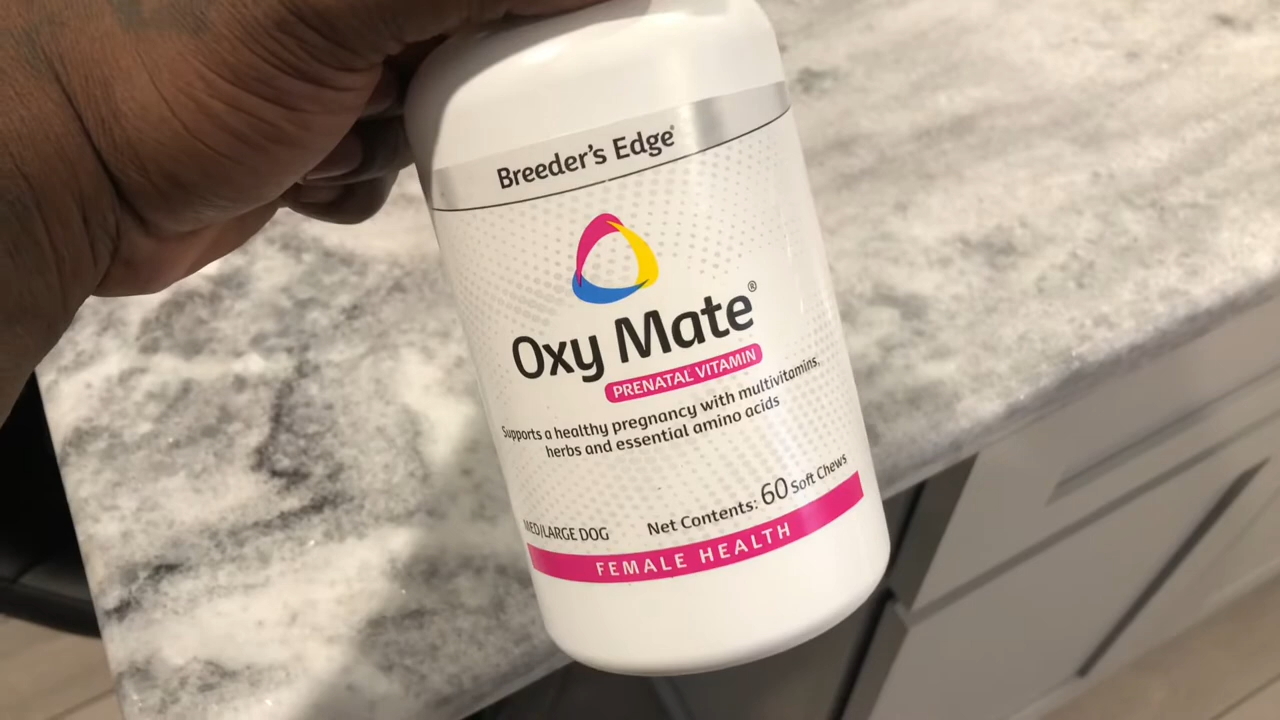 Breeder's Edge®
Oxy Mate®
PRENATAL VITAMIN
Supports a healthy pregnancy with multivitamins,
herbs and essential amino acids
MED/LARGE DOG
Net Contents: 60 Soft Chews
FEMALE HEALTH